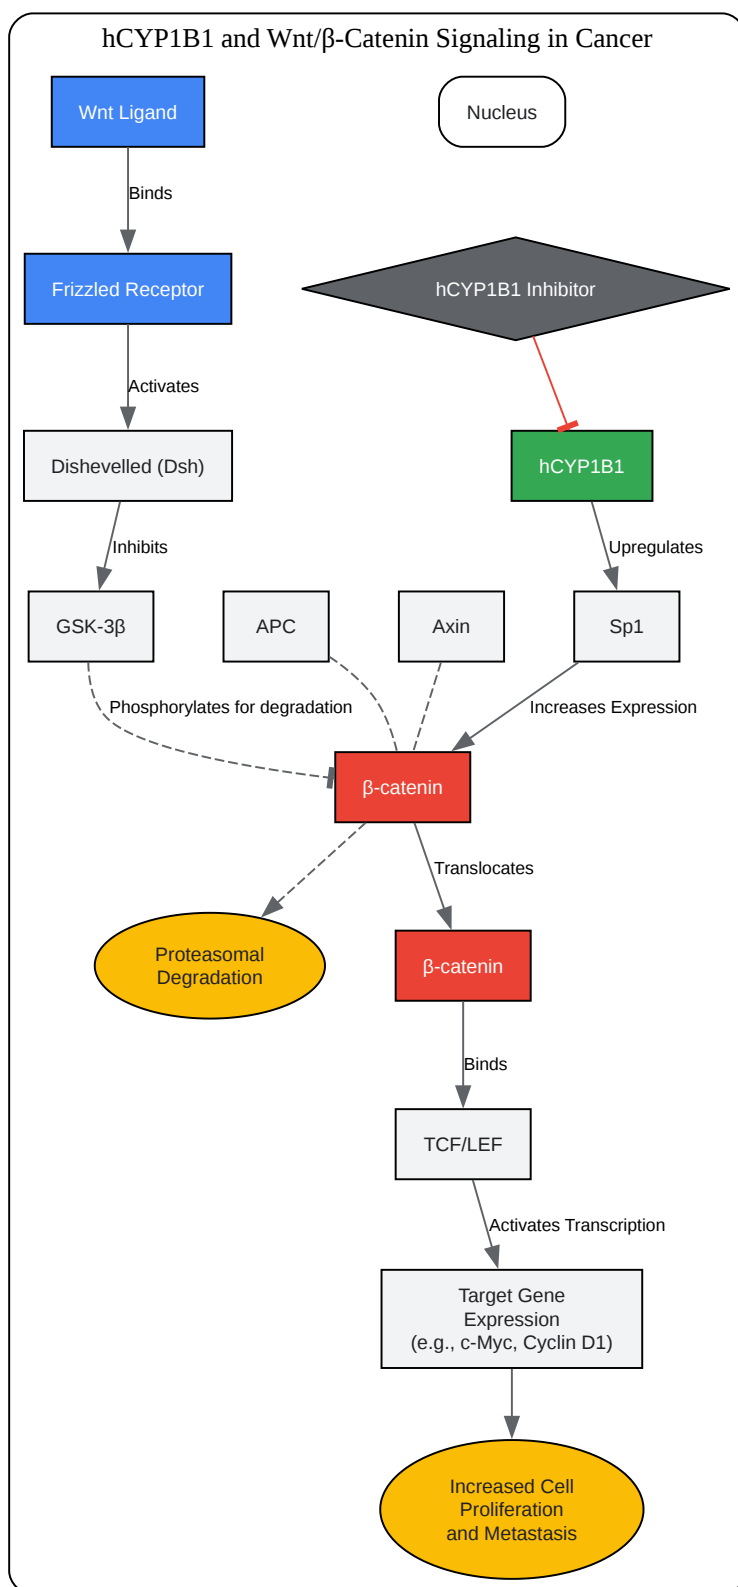 hCYP1B1 and Wnt/β-Catenin Signaling in Cancer
Wnt Ligand
Nucleus
Binds
Frizzled Receptor
hCYP1B1 Inhibitor
Activates
Dishevelled (Dsh)
hCYP1B1
Inhibits
Upregulates
GSK-3β
APC
Axin
Sp1
Phosphorylates for degradation
Increases Expression
β-catenin
Translocates
Proteasomal
Degradation
β-catenin
Binds
TCF/LEF
Activates Transcription
Target Gene
Expression
(e.g., c-Myc, Cyclin D1)
Increased Cell
Proliferation
and Metastasis